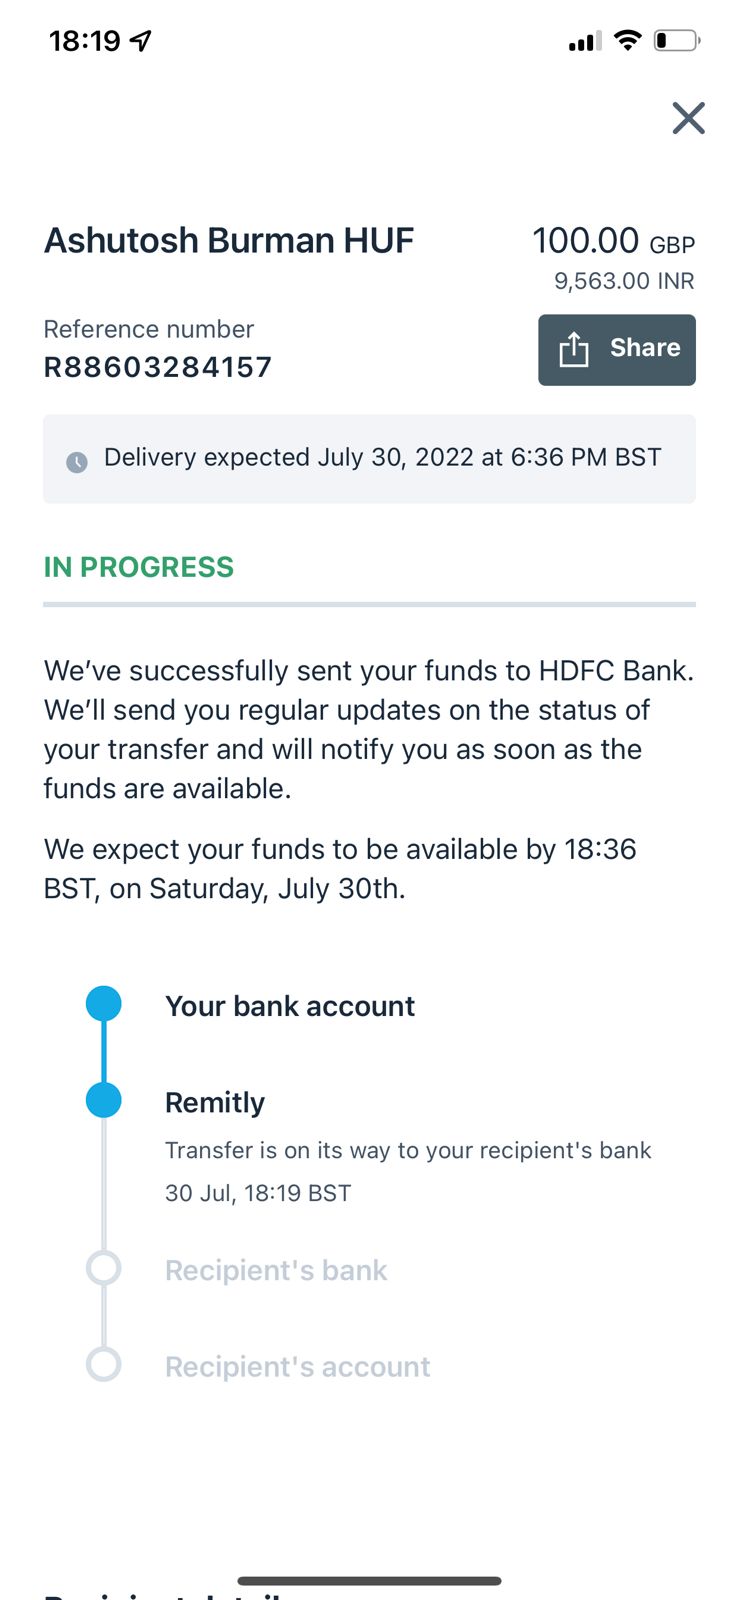 18:19
Ashutosh Burman HUF
100.00 GBP
9,563.00 INR
Reference number
R88603284157
Share
Delivery expected July 30, 2022 at 6:36 PM BST
IN PROGRESS
We’ve successfully sent your funds to HDFC Bank.
We’ll send you regular updates on the status of
your transfer and will notify you as soon as the
funds are available.
We expect your funds to be available by 18:36
BST, on Saturday, July 30th.
Your bank account
Remitly
Transfer is on its way to your recipient's bank
30 Jul, 18:19 BST
Recipient's bank
Recipient's account